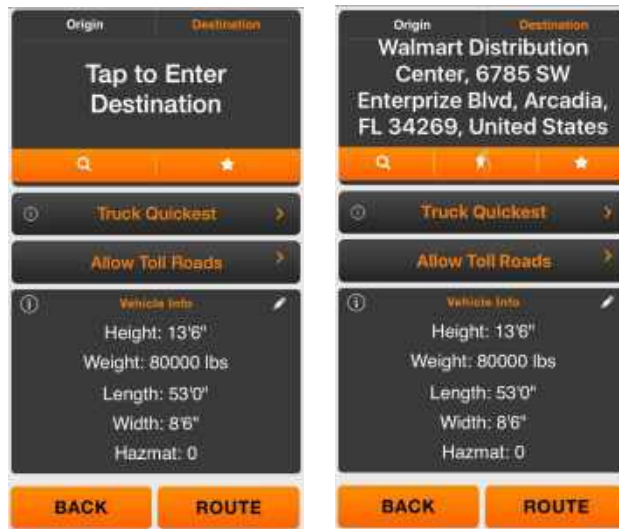 Origin Destination
Tap to Enter
Destination
Truck Quickest
Allow Toll Roads
Vehicle Info
Height: 13'6"
Weight: 80000 lbs
Length: 53'0"
Width: 8'6"
Hazmat: 0
BACK ROUTE
Origin Destination
Walmart Distribution
Center, 6785 SW
Enterprize Blvd, Arcadia,
FL 34269, United States
Truck Quickest
Allow Toll Roads
Vehicle Info
Height: 13'6"
Weight: 80000 lbs
Length: 53'0"
Width: 8'6"
Hazmat: 0
BACK ROUTE